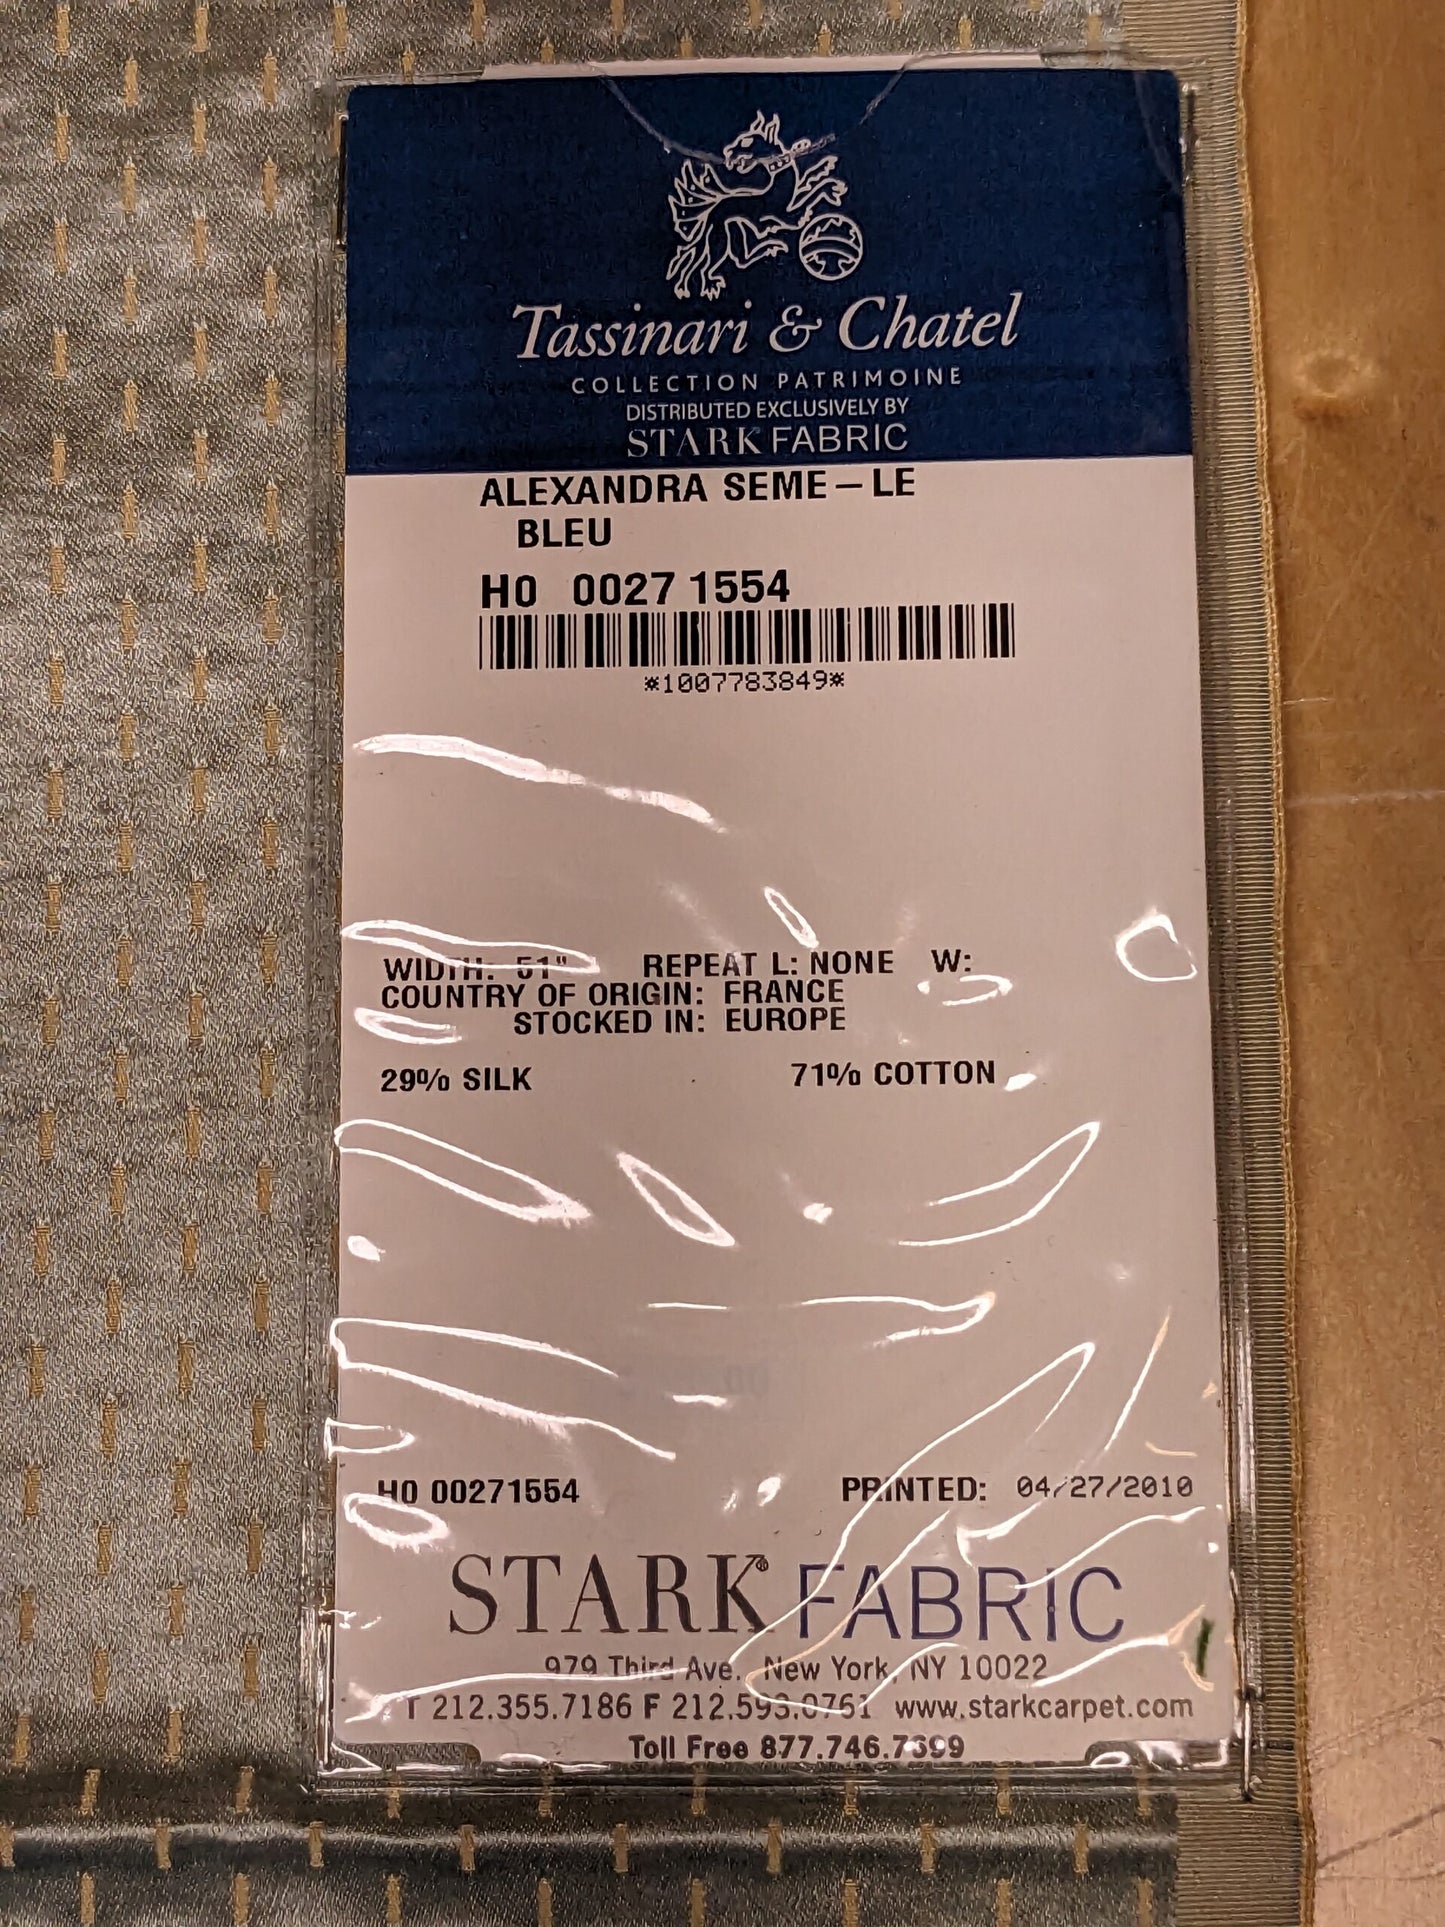 Tassinari & Chatel
COLLECTION PATRIMOINE
DISTRIBUTED EXCLUSIVELY BY
STARK FABRIC
ALEXANDRA SEME – LE
BLEU
H0 0027 1554
*1007783849*
WIDTH: 51" REPEAT L: NONE W:
COUNTRY OF ORIGIN: FRANCE
STOCKED IN: EUROPE
29% SILK 71% COTTON
H0 00271554 PRINTED: 04/27/2010
STARK® FABRIC
979 Third Ave. New York, NY 10022
T 212.355.7186 F 212.593.0761 www.starkcarpet.com
Toll Free 877.746.7399